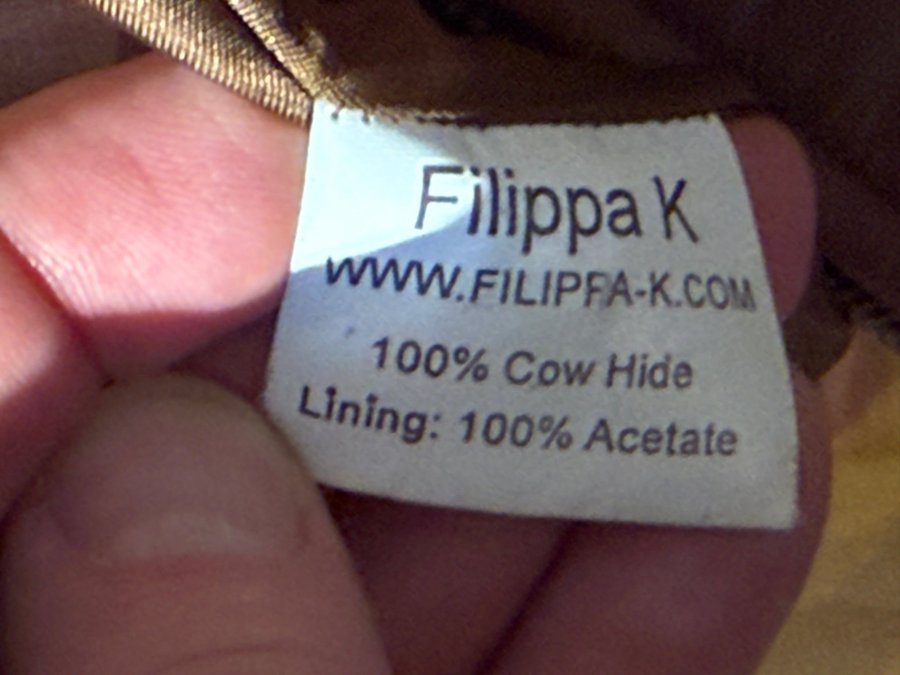 Filippa K
WWW.FILIPPA-K.COM
100% Cow Hide
Lining: 100% Acetate